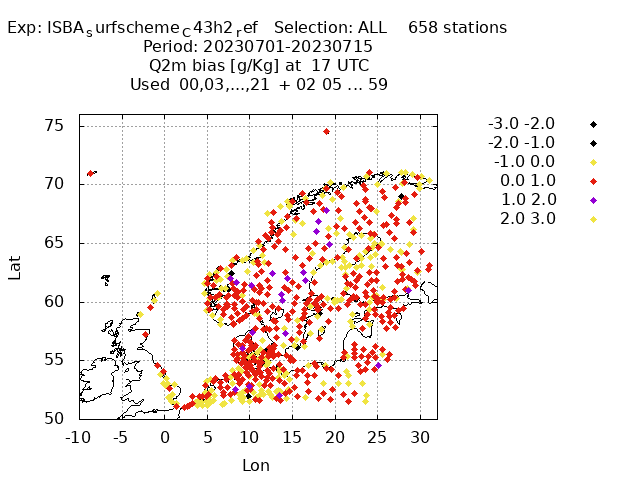 Exp: ISBAsurfschemeC43h2ref   Selection: ALL    658 stations
Period: 20230701-20230715
Q2m bias [g/Kg] at  17 UTC
Used  00,03,...,21  + 02 05 ... 59
-3.0 -2.0
-2.0 -1.0
-1.0 0.0
0.0 1.0
1.0 2.0
2.0 3.0
75
70
65
60
55
50
Lat
-10 -5 0 5 10 15 20 25 30
Lon